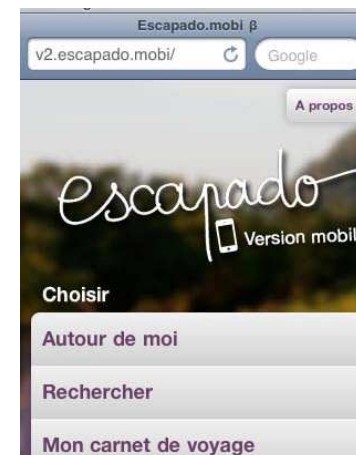 Escapado.mobi β
v2.escapado.mobi/
Google
A propos
escapado
Version mobil
Choisir
Autour de moi
Rechercher
Mon carnet de voyage